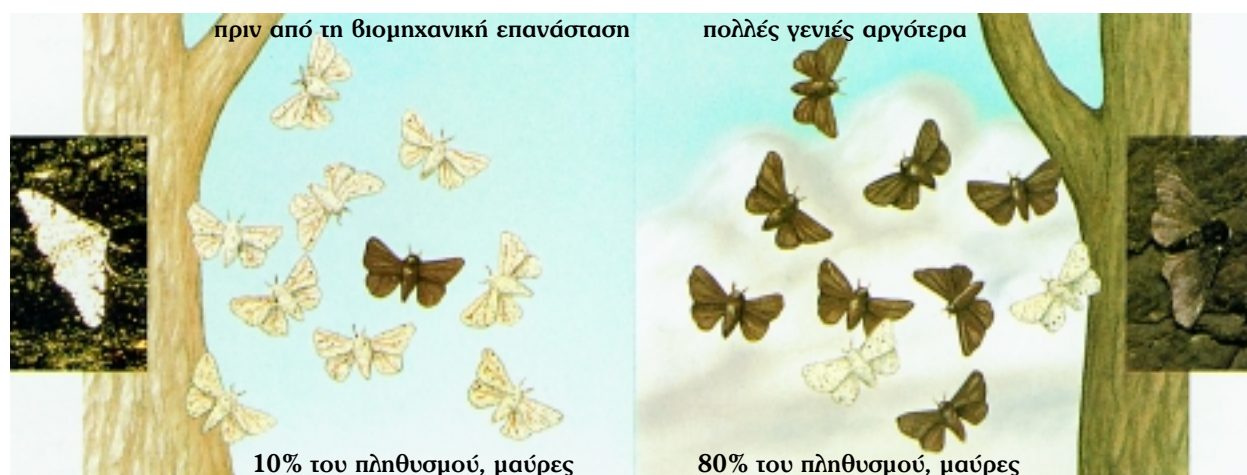 πριν από τη βιομηχανική επανάσταση
πολλές γενιές αργότερα
10% του πληθυσμού, μαύρες
80% του πληθυσμού, μαύρες